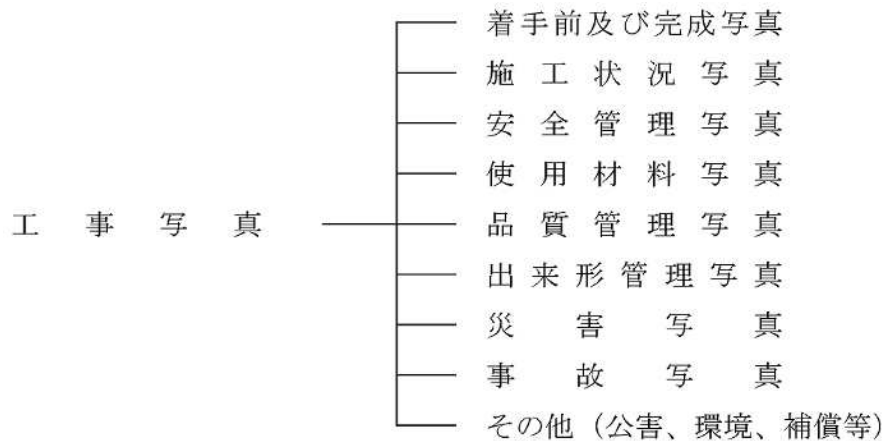 着手前及び完成写真
施工状況写真
安全管理写真
使用材料写真
工事写真
品質管理写真
出来形管理写真
災害写真
事故写真
その他（公害、環境、補償等）